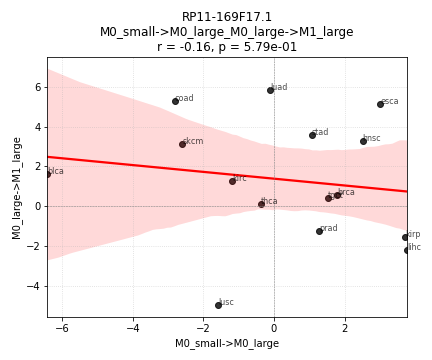 RP11-169F17.1
M0_small->M0_large_M0_large->M1_large
r = -0.16, p = 5.79e-01
luad
coad
esca
stad
hnsc
skcm
blca
thca
brca
prad
kirp
lihc
lusc
6
4
2
0
−2
−4
−6
−4
−2
0
2
M0_large->M1_large
M0_small->M0_large